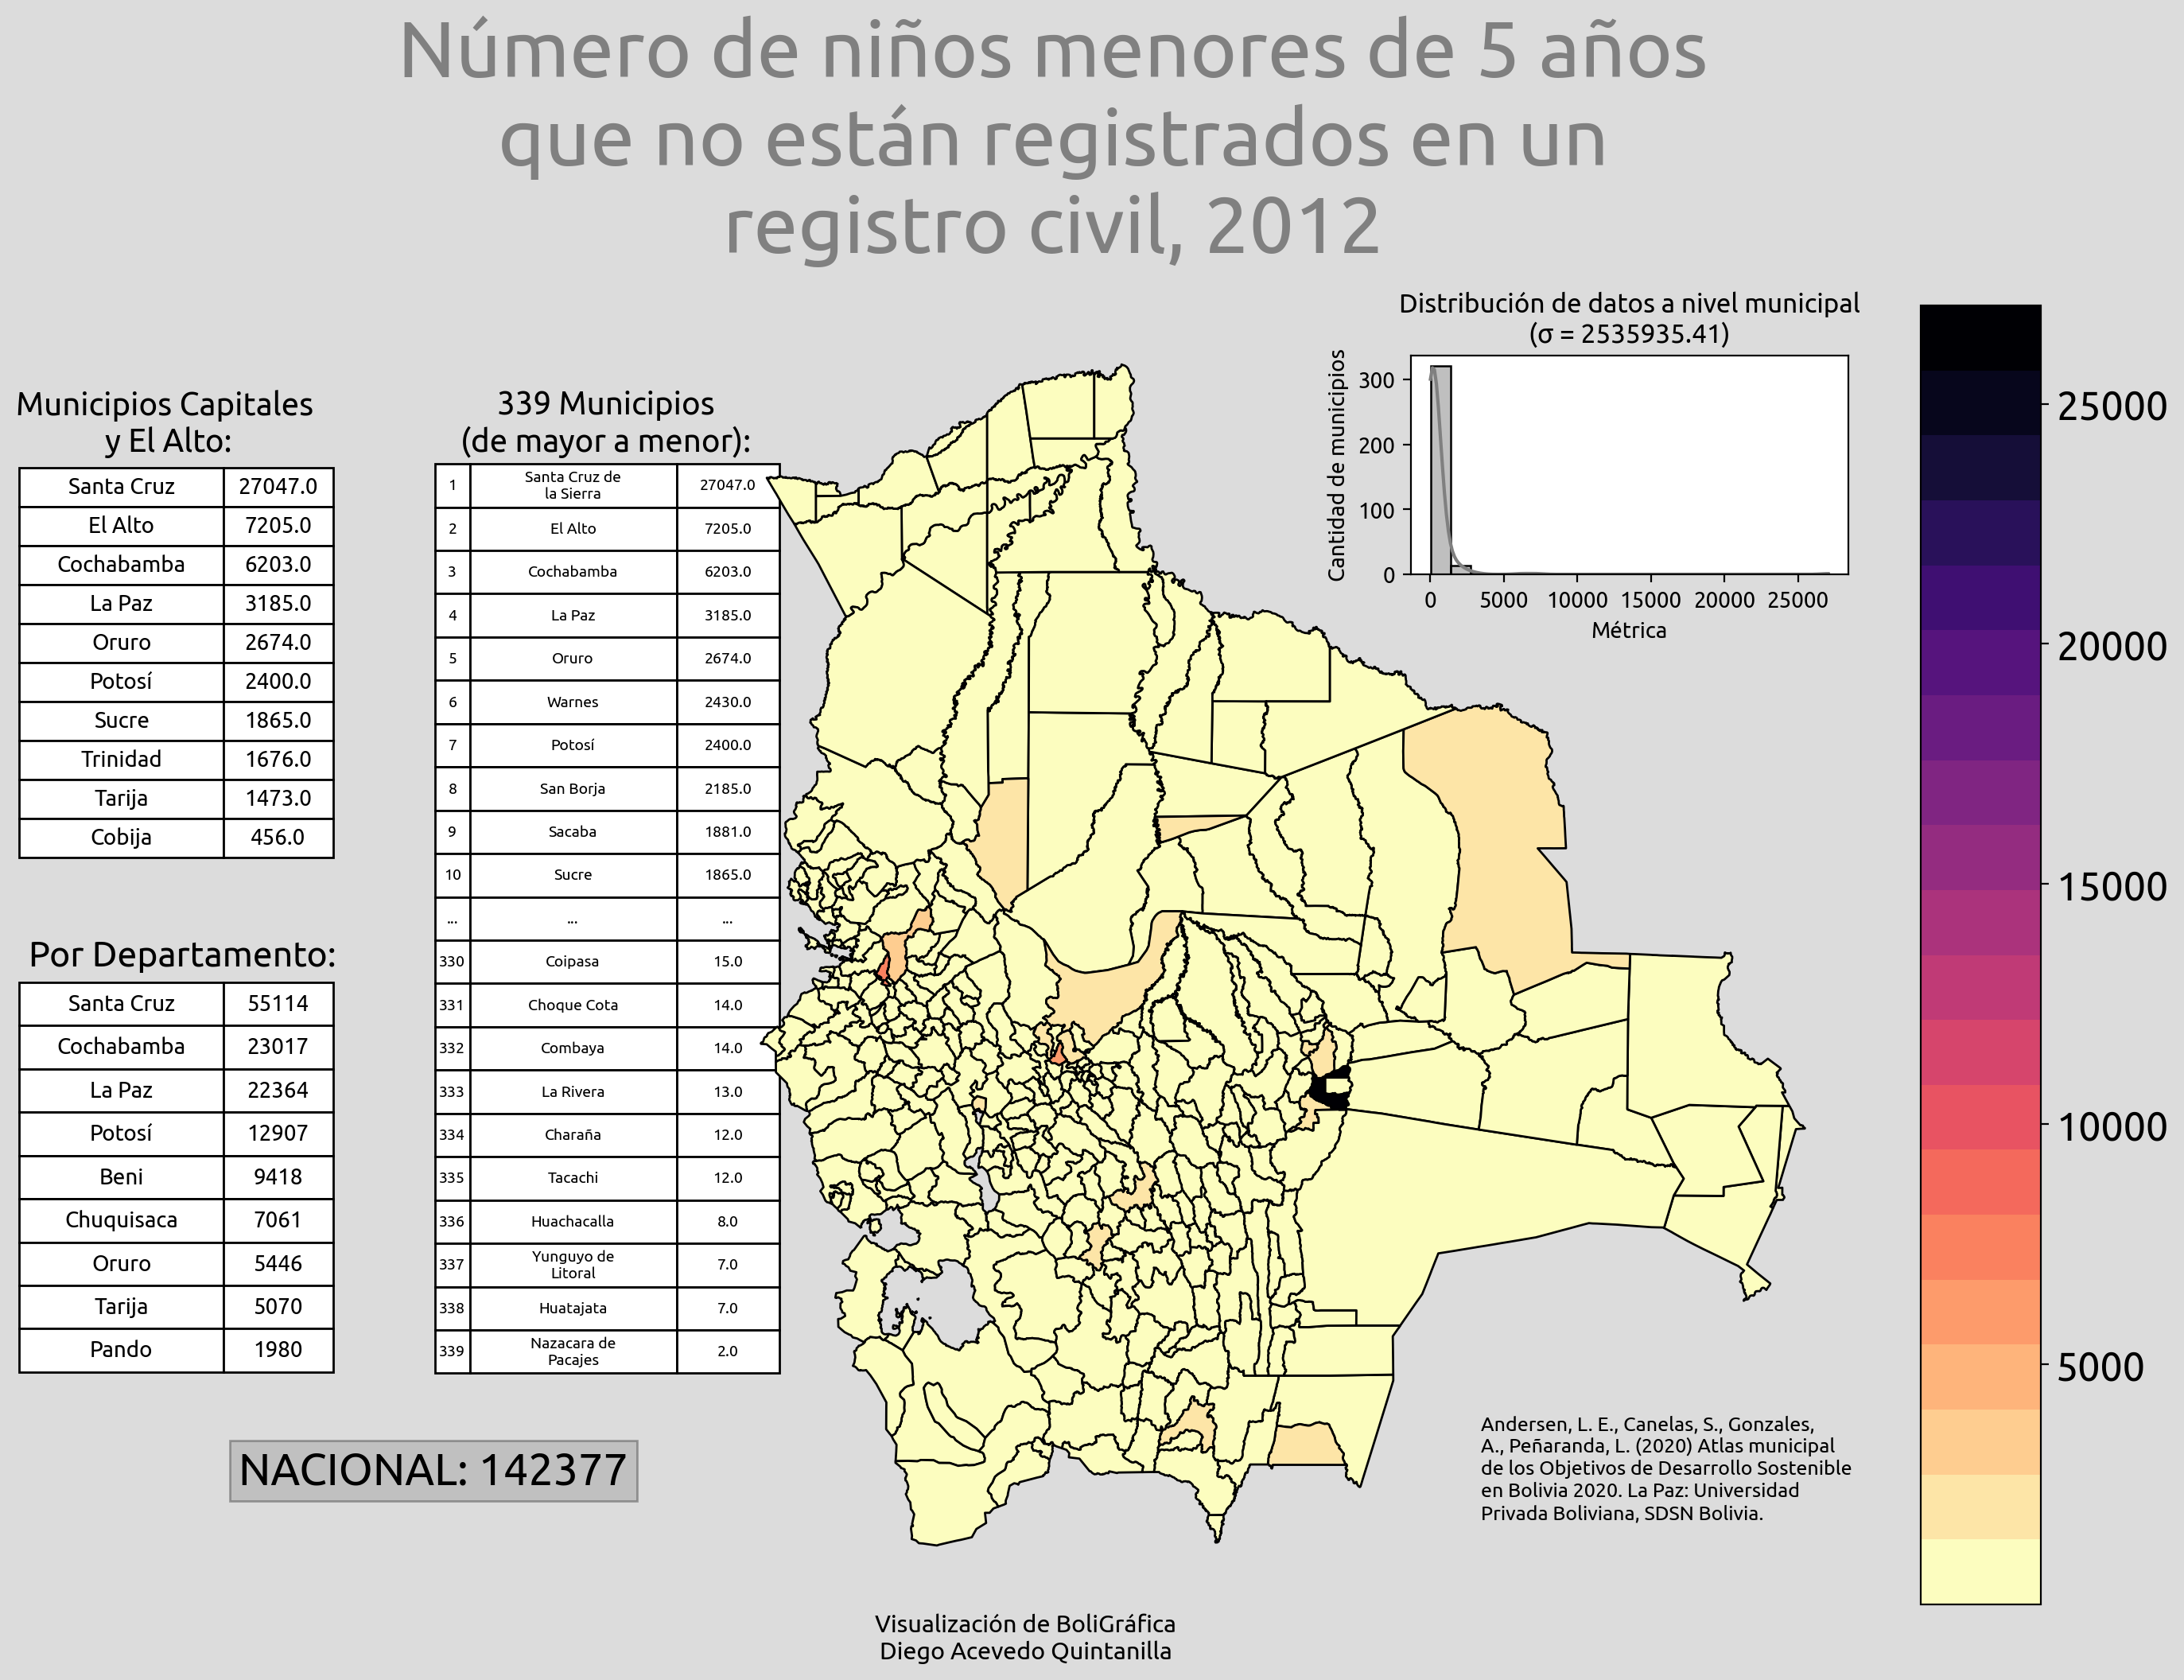 Número de niños menores de 5 años
que no están registrados en un
registro civil, 2012
Municipios Capitales
y El Alto:
Santa Cruz 27047.0
El Alto 7205.0
Cochabamba 6203.0
La Paz 3185.0
Oruro 2674.0
Potosí 2400.0
Sucre 1865.0
Trinidad 1676.0
Tarija 1473.0
Cobija 456.0
Por Departamento:
Santa Cruz 55114
Cochabamba 23017
La Paz 22364
Potosí 12907
Beni 9418
Chuquisaca 7061
Oruro 5446
Tarija 5070
Pando 1980
NACIONAL: 142377
339 Municipios
(de mayor a menor):
1 Santa Cruz de
la Sierra 27047.0
2 El Alto 7205.0
3 Cochabamba 6203.0
4 La Paz 3185.0
5 Oruro 2674.0
6 Warnes 2430.0
7 Potosí 2400.0
8 San Borja 2185.0
9 Sacaba 1881.0
10 Sucre 1865.0
... ... ...
330 Coipasa 15.0
331 Choque Cota 14.0
332 Combaya 14.0
333 La Rivera 13.0
334 Charaña 12.0
335 Tacachi 12.0
336 Huachacalla 8.0
337 Yunguyo de
Litoral 7.0
338 Huatajata 7.0
339 Nazacara de
Pacajes 2.0
Distribución de datos a nivel municipal
(σ = 2535935.41)
Cantidad de municipios
300
200
100
0
0 5000 10000 15000 20000 25000
Métrica
25000
20000
15000
10000
5000
Andersen, L. E., Canelas, S., Gonzales,
A., Peñaranda, L. (2020) Atlas municipal
de los Objetivos de Desarrollo Sostenible
en Bolivia 2020. La Paz: Universidad
Privada Boliviana, SDSN Bolivia.
Visualización de BoliGráfica
Diego Acevedo Quintanilla